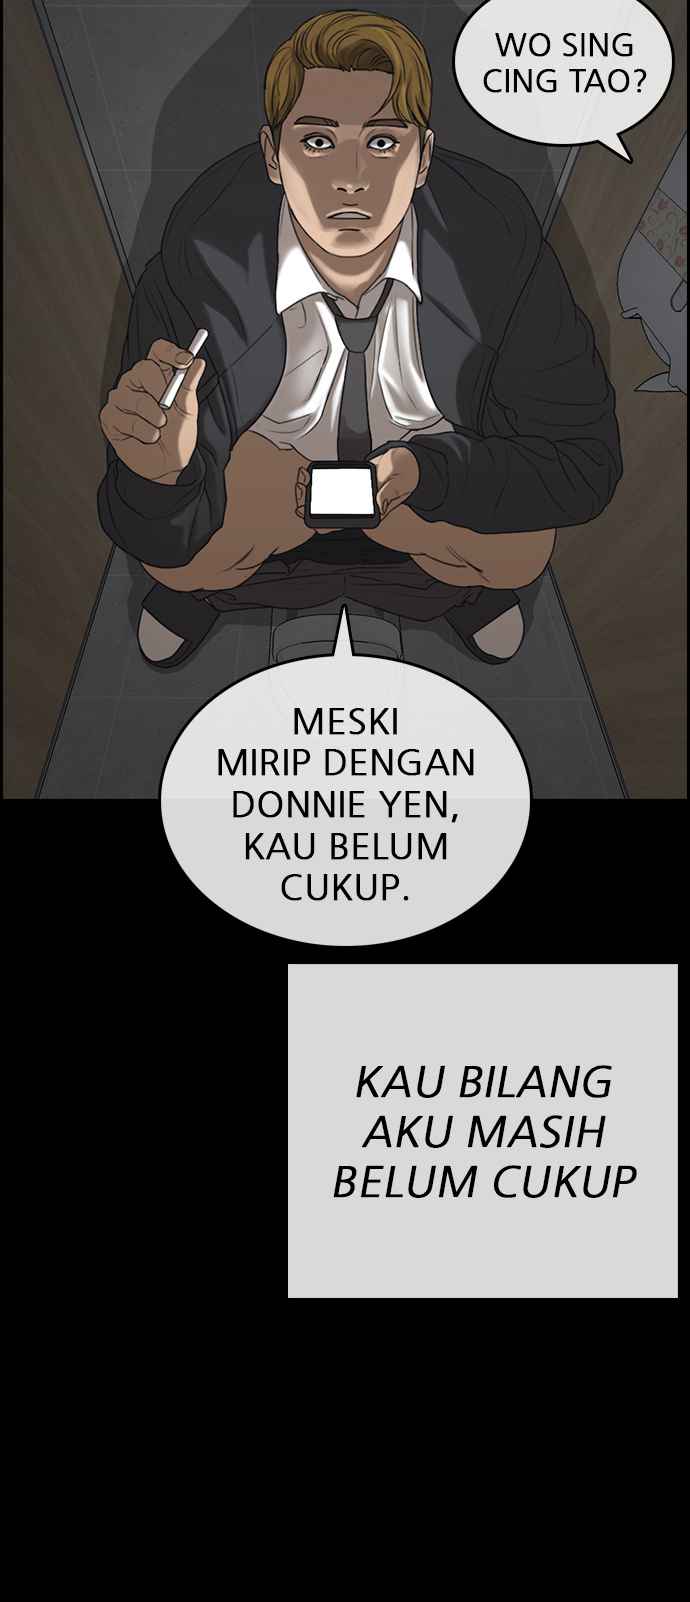 WO SING
CING TAO?
MESKI
MIRIP DENGAN
DONNIE YEN,
KAU BELUM
CUKUP.
KAU BILANG
AKU MASIH
BELUM CUKUP